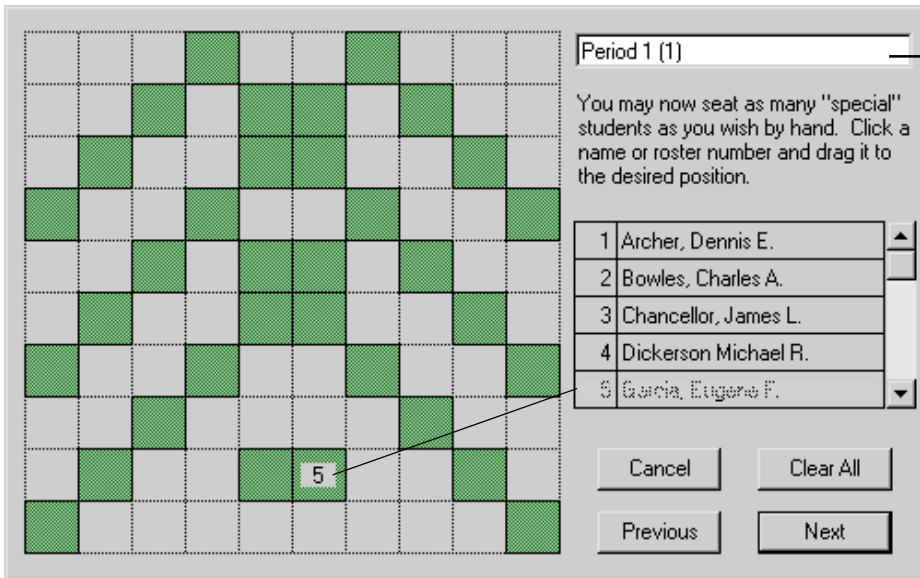 Period 1 (1)
You may now seat as many "special"
students as you wish by hand. Click a
name or roster number and drag it to
the desired position.
1 Archer, Dennis E.
2 Bowles, Charles A.
3 Chancellor, James L.
4 Dickerson Michael R.
5 Garcia, Eugene F.
5
Cancel
Clear All
Previous
Next